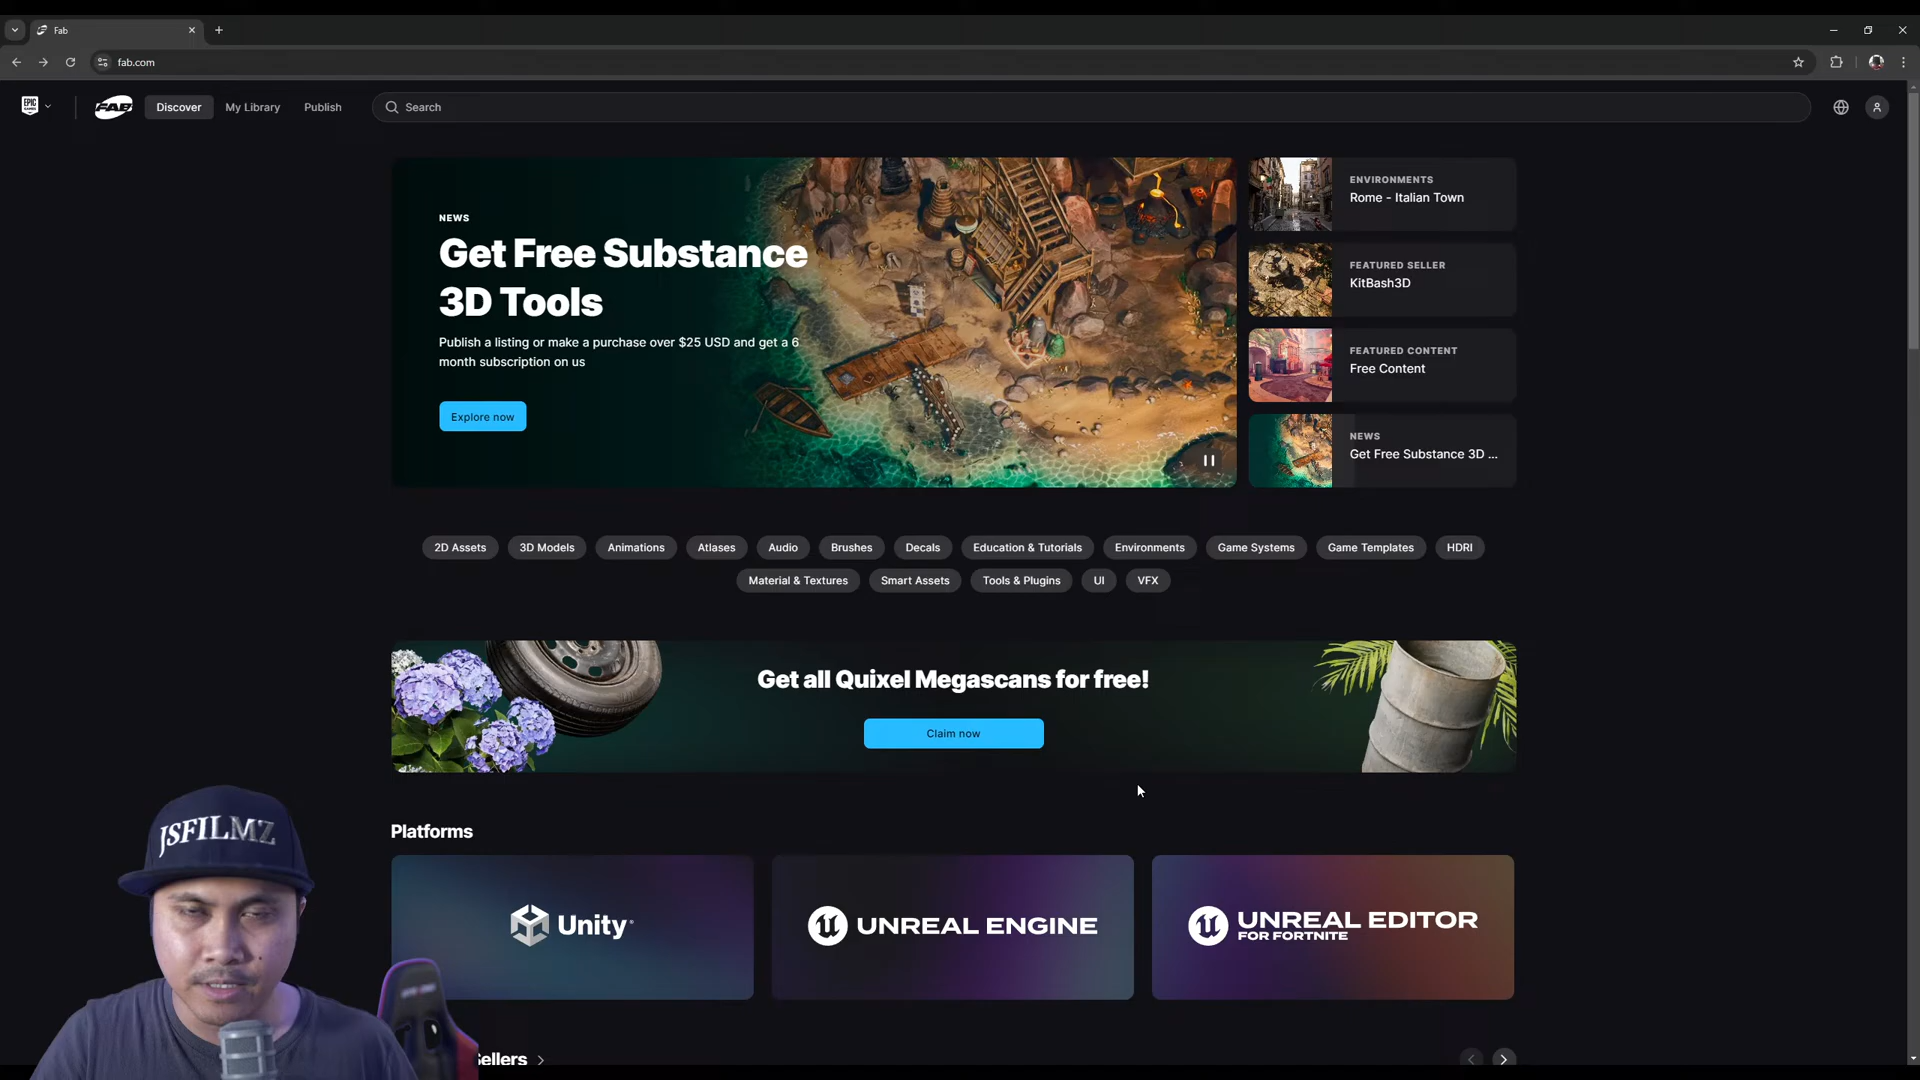 Fab
fab.com
EPIC GAMES
FAB
Discover
My Library
Publish
Search
NEWS
Get Free Substance
3D Tools
Publish a listing or make a purchase over $25 USD and get a 6
month subscription on us
Explore now
ENVIRONMENTS
Rome - Italian Town
FEATURED SELLER
KitBash3D
FEATURED CONTENT
Free Content
NEWS
Get Free Substance 3D ...
2D Assets
3D Models
Animations
Atlases
Audio
Brushes
Decals
Education & Tutorials
Environments
Game Systems
Game Templates
HDRI
Material & Textures
Smart Assets
Tools & Plugins
UI
VFX
Get all Quixel Megascans for free!
Claim now
Platforms
Unity
UNREAL ENGINE
UNREAL EDITOR
FOR FORTNITE
JSFILMZ
ellers